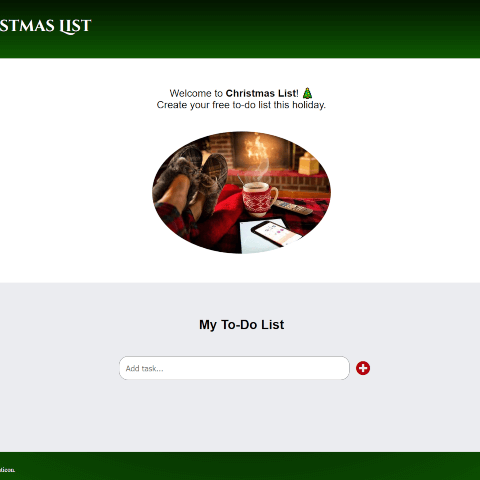 STMAS LIST
Welcome to Christmas List!
Create your free to-do list this holiday.
My To-Do List
Add task...